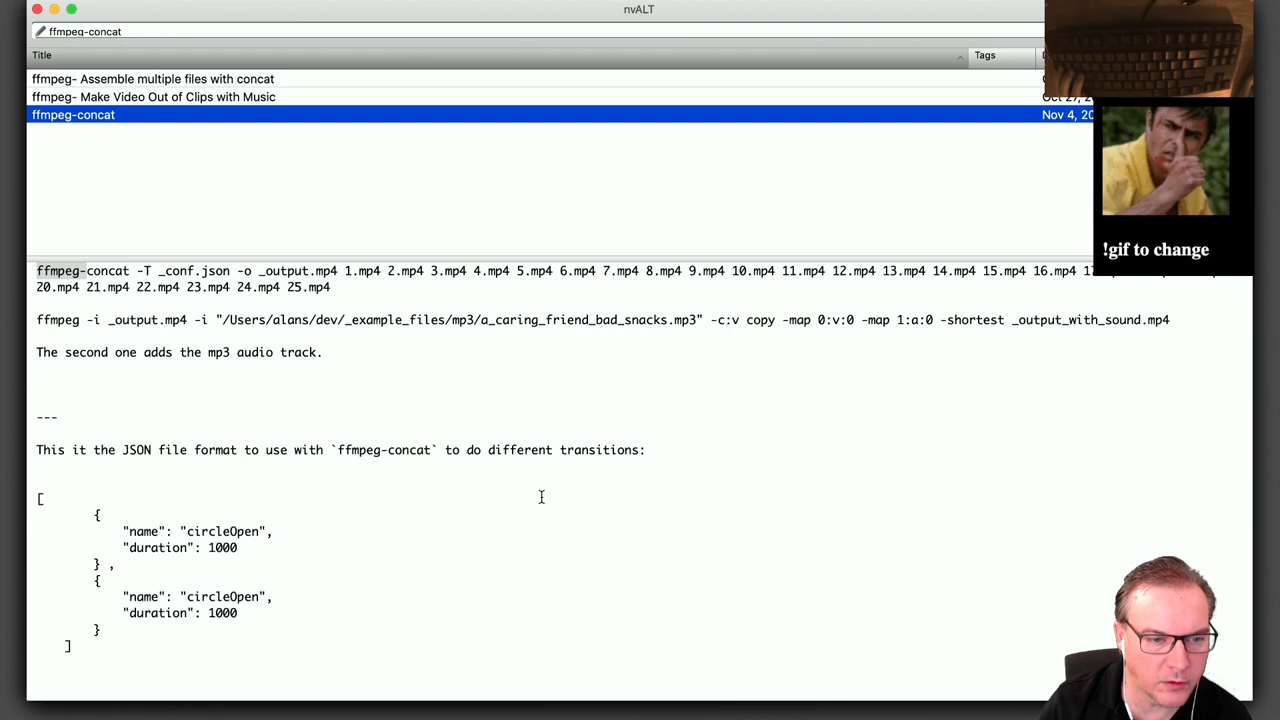 nvALT
ffmpeg-concat
Title Tags
ffmpeg- Assemble multiple files with concat
ffmpeg- Make Video Out of Clips with Music Oct 27, 2
ffmpeg-concat Nov 4, 20
!gif to change
ffmpeg-concat -T _conf.json -o _output.mp4 1.mp4 2.mp4 3.mp4 4.mp4 5.mp4 6.mp4 7.mp4 8.mp4 9.mp4 10.mp4 11.mp4 12.mp4 13.mp4 14.mp4 15.mp4 16.mp4
20.mp4 21.mp4 22.mp4 23.mp4 24.mp4 25.mp4
ffmpeg -i _output.mp4 -i "/Users/alans/dev/_example_files/mp3/a_caring_friend_bad_snacks.mp3" -c:v copy -map 0:v:0 -map 1:a:0 -shortest _output_with_sound.mp4
The second one adds the mp3 audio track.
---
This it the JSON file format to use with `ffmpeg-concat` to do different transitions:
[
{
"name": "circleOpen",
"duration": 1000
} ,
{
"name": "circleOpen",
"duration": 1000
}
]